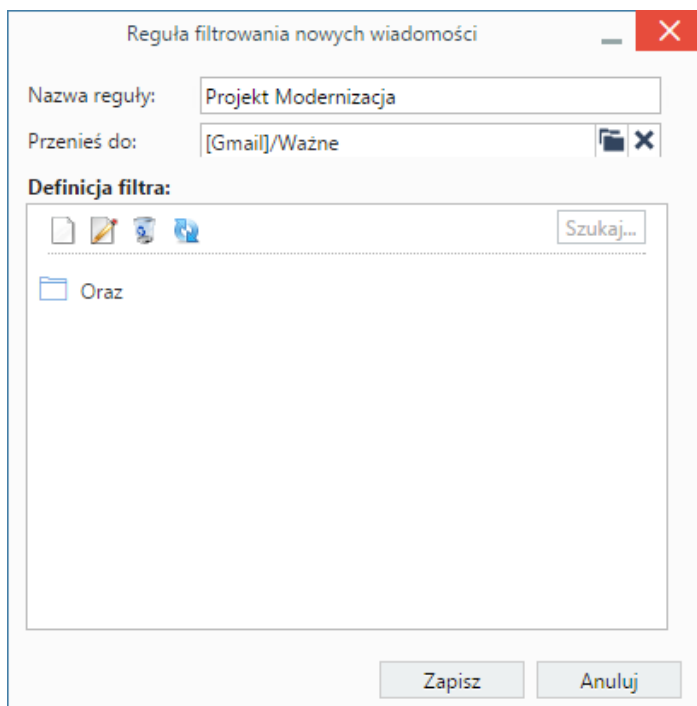 Reguła filtrowania nowych wiadomości
Nazwa reguły: Projekt Modernizacja
Przenieś do: [Gmail]/Ważne
Definicja filtra:
Szukaj...
Oraz
Zapisz Anuluj